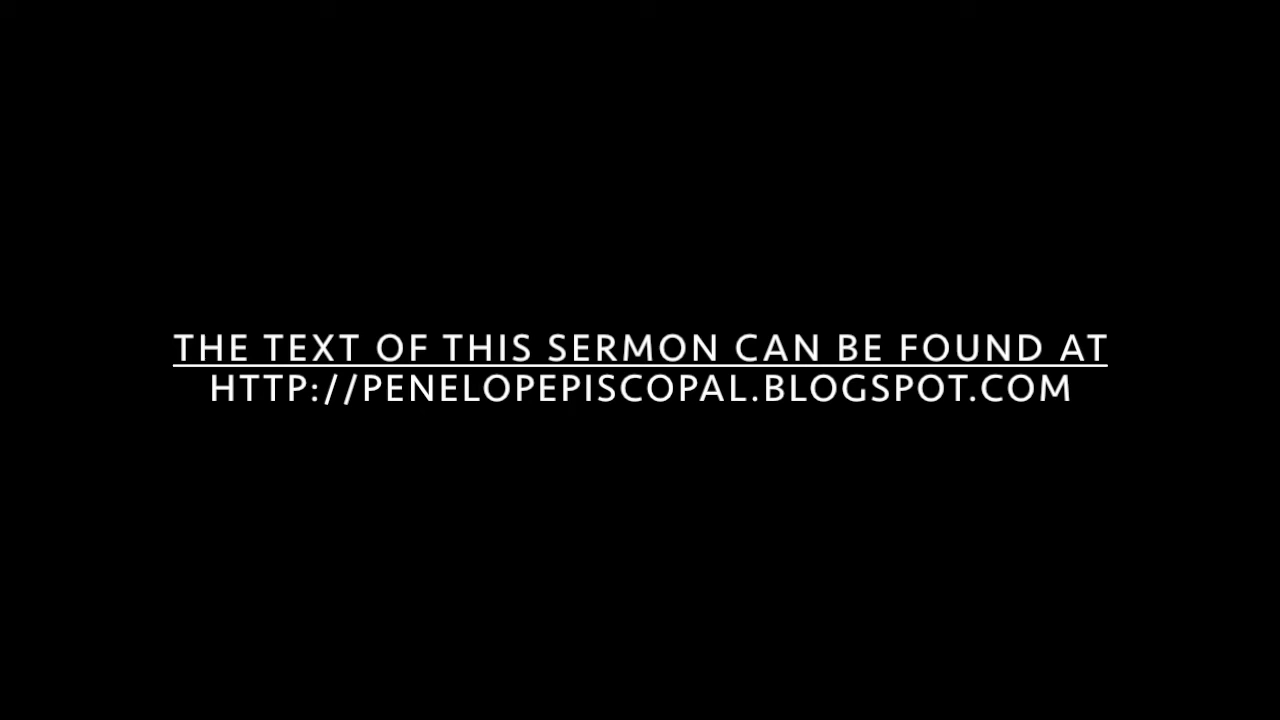 THE TEXT OF THIS SERMON CAN BE FOUND AT
HTTP://PENELOPEPISCOPAL.BLOGSPOT.COM